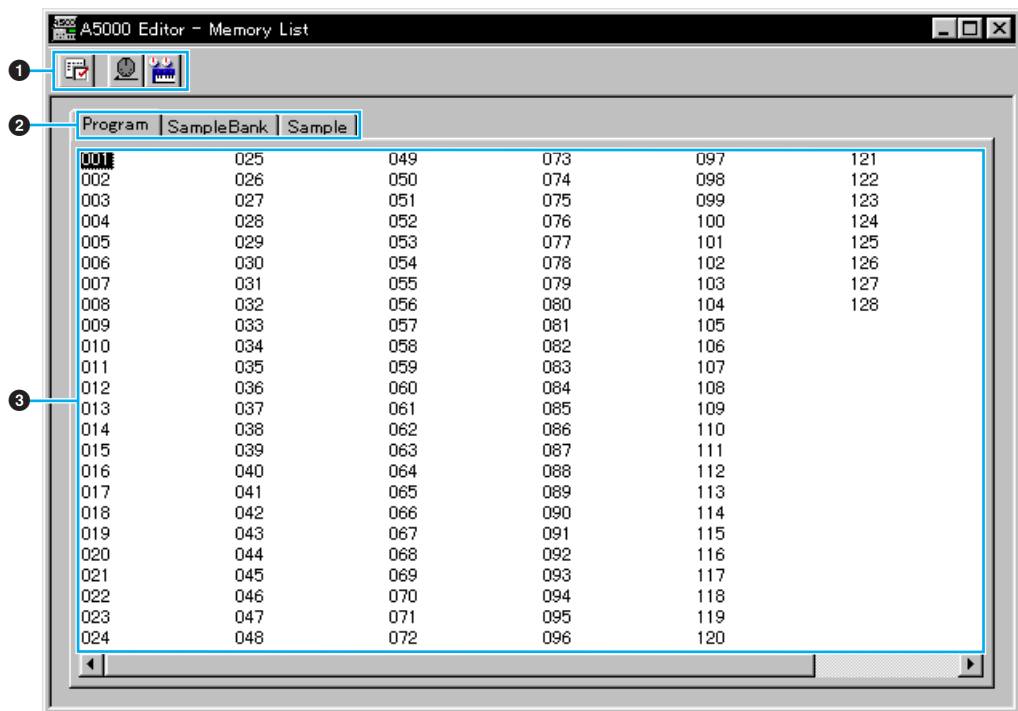 A5000 Editor - Memory List
❶
❷ Program SampleBank Sample
001 025 049 073 097 121
002 026 050 074 098 122
003 027 051 075 099 123
004 028 052 076 100 124
005 029 053 077 101 125
006 030 054 078 102 126
007 031 055 079 103 127
008 032 056 080 104 128
009 033 057 081 105
010 034 058 082 106
011 035 059 083 107
❸ 012 036 060 084 108
013 037 061 085 109
014 038 062 086 110
015 039 063 087 111
016 040 064 088 112
017 041 065 089 113
018 042 066 090 114
019 043 067 091 115
020 044 068 092 116
021 045 069 093 117
022 046 070 094 118
023 047 071 095 119
024 048 072 096 120